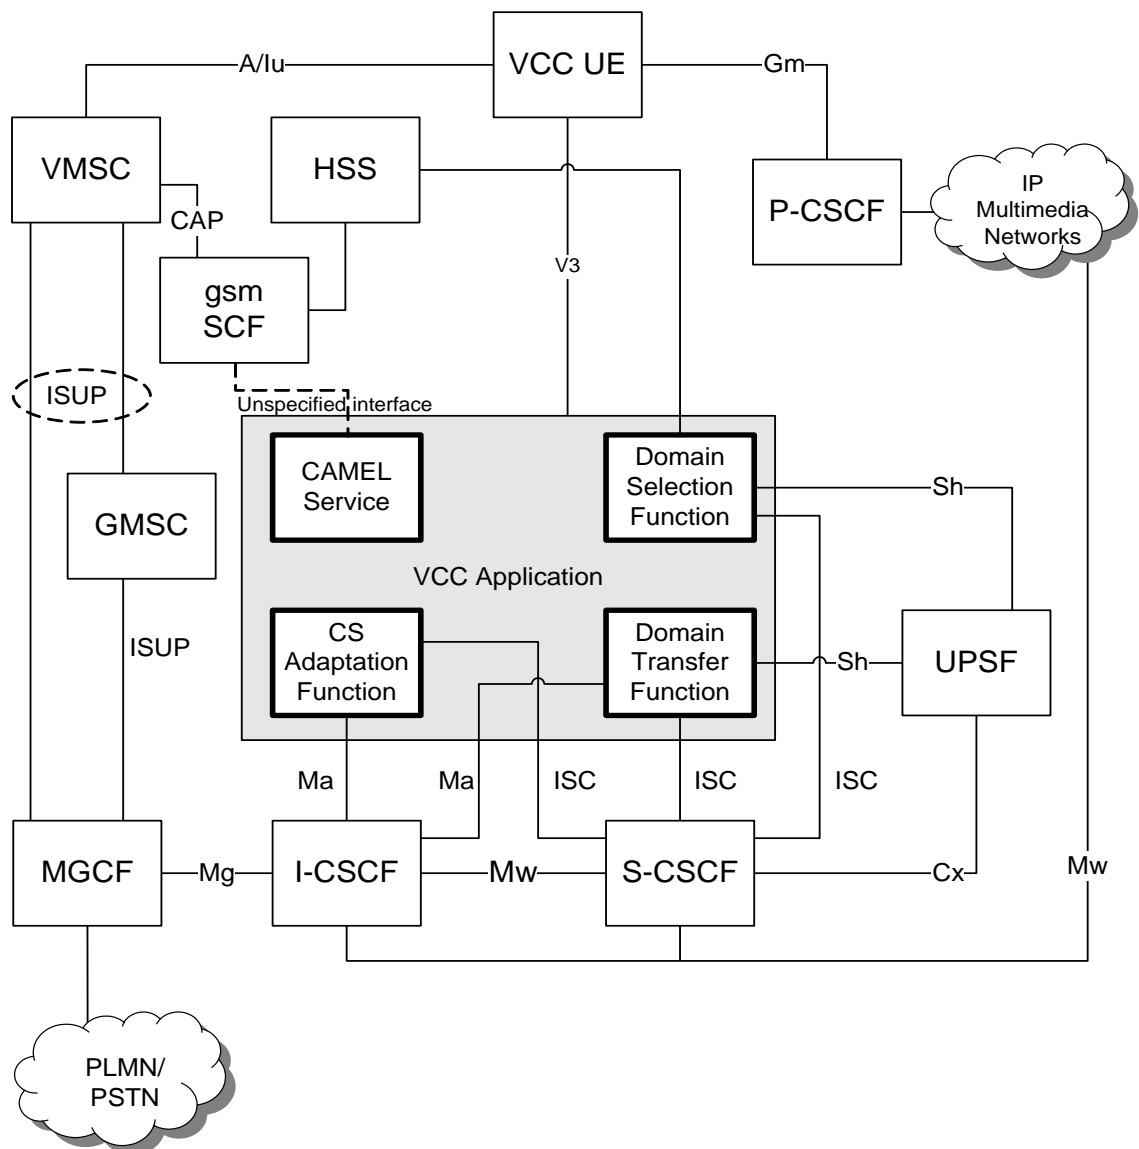 VCC UE
A/Iu
Gm
VMSC
HSS
P-CSCF
IP
Multimedia
Networks
CAP
V3
gsm
SCF
ISUP
Unspecified interface
CAMEL
Service
Domain
Selection
Function
Sh
GMSC
VCC Application
ISUP
CS
Adaptation
Function
Domain
Transfer
Function
Sh
UPSF
Ma
Ma
ISC
ISC
ISC
MGCF
Mg
I-CSCF
Mw
S-CSCF
Cx
Mw
PLMN/
PSTN